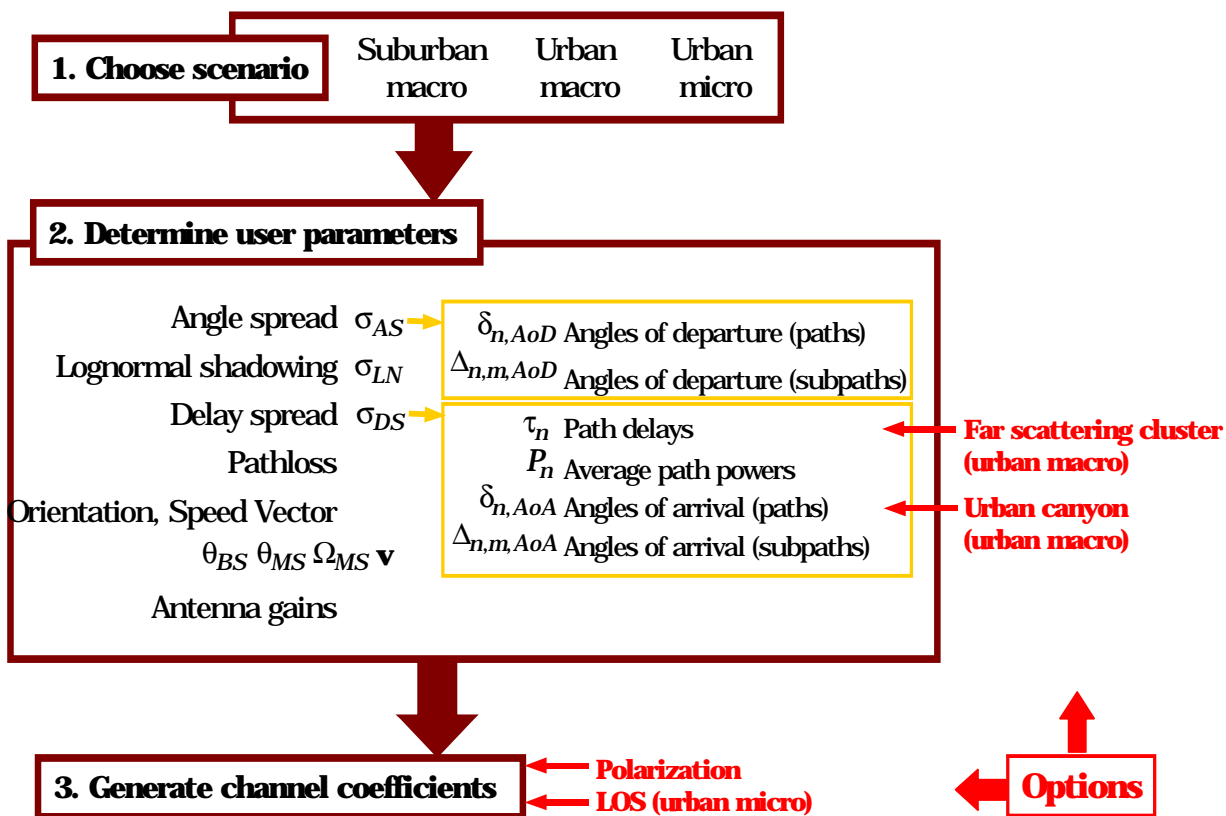 1. Choose scenario
Suburban macro
Urban macro
Urban micro
2. Determine user parameters
Angle spread σAS
Lognormal shadowing σLN
Delay spread σDS
Pathloss
Orientation, Speed Vector
θBS θMS ΩMS v
Antenna gains
δn,AoD Angles of departure (paths)
Δn,m,AoD Angles of departure (subpaths)
τn Path delays
Pn Average path powers
δn,AoA Angles of arrival (paths)
Δn,m,AoA Angles of arrival (subpaths)
Far scattering cluster
(urban macro)
Urban canyon
(urban macro)
3. Generate channel coefficients
Polarization
LOS (urban micro)
Options